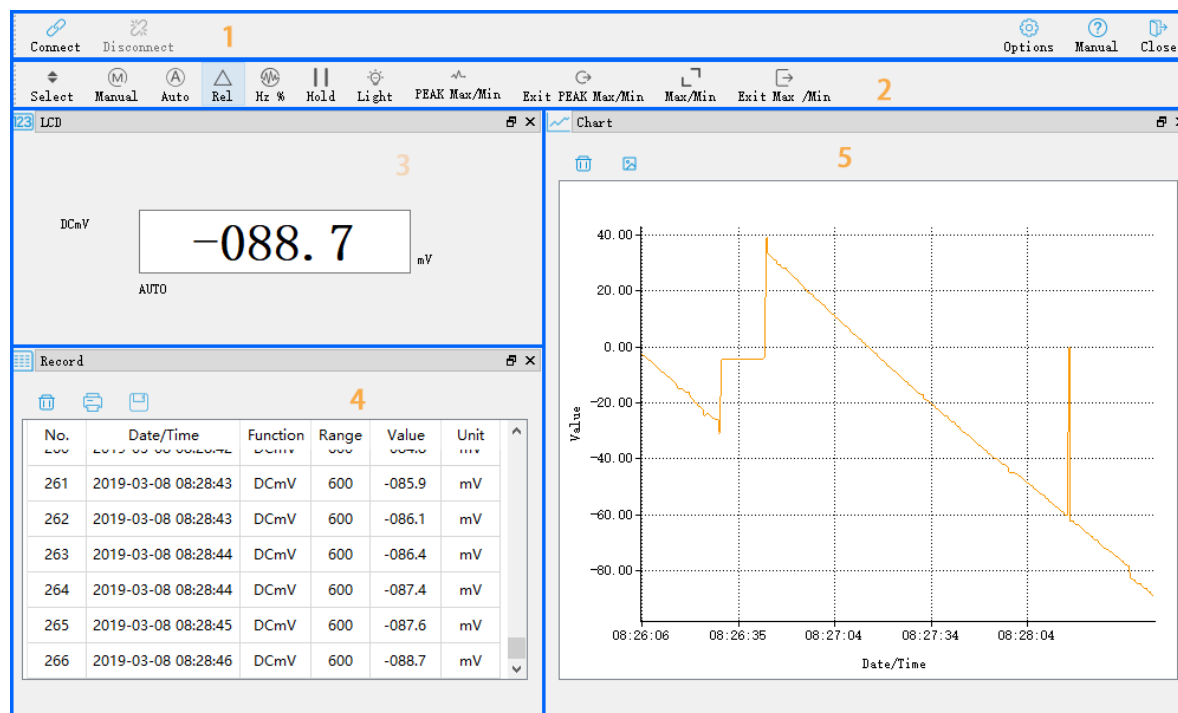 Connect Disconnect 1 Options Manual Close
Select Manual Auto Rel Hz % Hold Light PEAK Max/Min Exit PEAK Max/Min Max/Min Exit Max /Min 2
123 LCD
3
DCmV
-088.7
mV
AUTO
Record
4
No. Date/Time Function Range Value Unit
261 2019-03-08 08:28:43 DCmV 600 -085.9 mV
262 2019-03-08 08:28:43 DCmV 600 -086.1 mV
263 2019-03-08 08:28:44 DCmV 600 -086.4 mV
264 2019-03-08 08:28:44 DCmV 600 -087.4 mV
265 2019-03-08 08:28:45 DCmV 600 -087.6 mV
266 2019-03-08 08:28:46 DCmV 600 -088.7 mV
Chart
5
40.00
20.00
0.00
-20.00
-40.00
-60.00
-80.00
Value
08:26:06 08:26:35 08:27:04 08:27:34 08:28:04
Date/Time